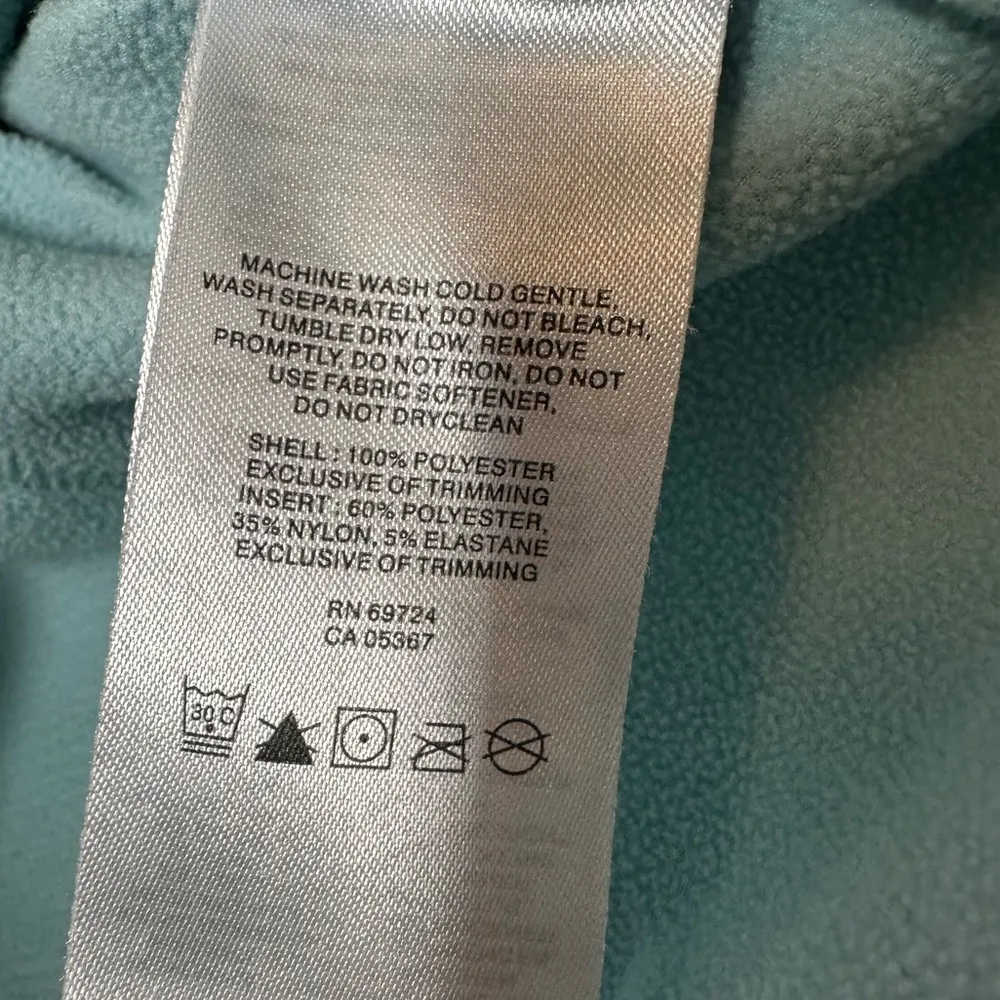 MACHINE WASH COLD GENTLE,
WASH SEPARATELY, DO NOT BLEACH,
TUMBLE DRY LOW, REMOVE
PROMPTLY, DO NOT IRON, DO NOT
USE FABRIC SOFTENER,
DO NOT DRYCLEAN
SHELL : 100% POLYESTER
EXCLUSIVE OF TRIMMING
INSERT : 60% POLYESTER,
35% NYLON, 5% ELASTANE
EXCLUSIVE OF TRIMMING
RN 69724
CA 05367
30 C